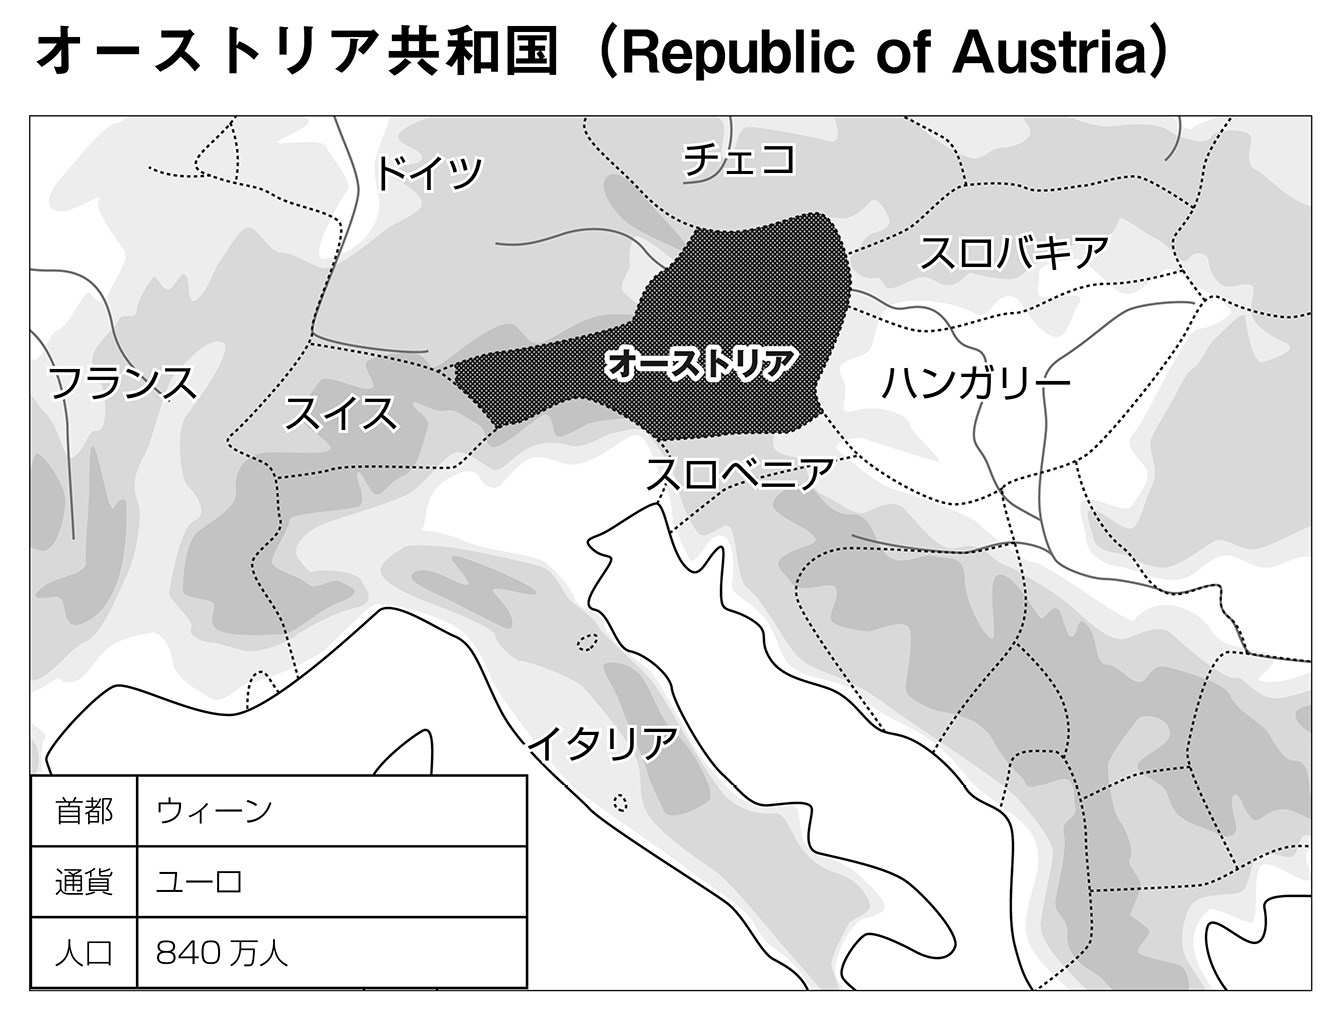 オーストリア共和国（Republic of Austria）
ドイツ
チェコ
スロバキア
オーストリア
フランス
スイス
ハンガリー
スロベニア
イタリア
首都 ウィーン
通貨 ユーロ
人口 840万人